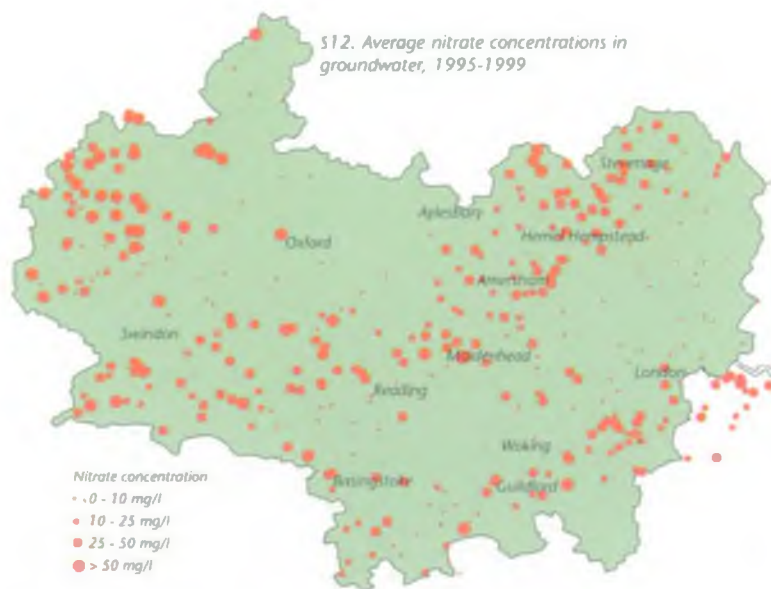 S12. Average nitrate concentrations in
groundwater, 1995-1999
Stevenage
Aylesbury
Hemel Hempstead
Oxford
Amersham
Swindon
Maidenhead
London
Reading
Woking
Basingstoke
Guildford
Nitrate concentration
0 - 10 mg/l
10 - 25 mg/l
25 - 50 mg/l
> 50 mg/l